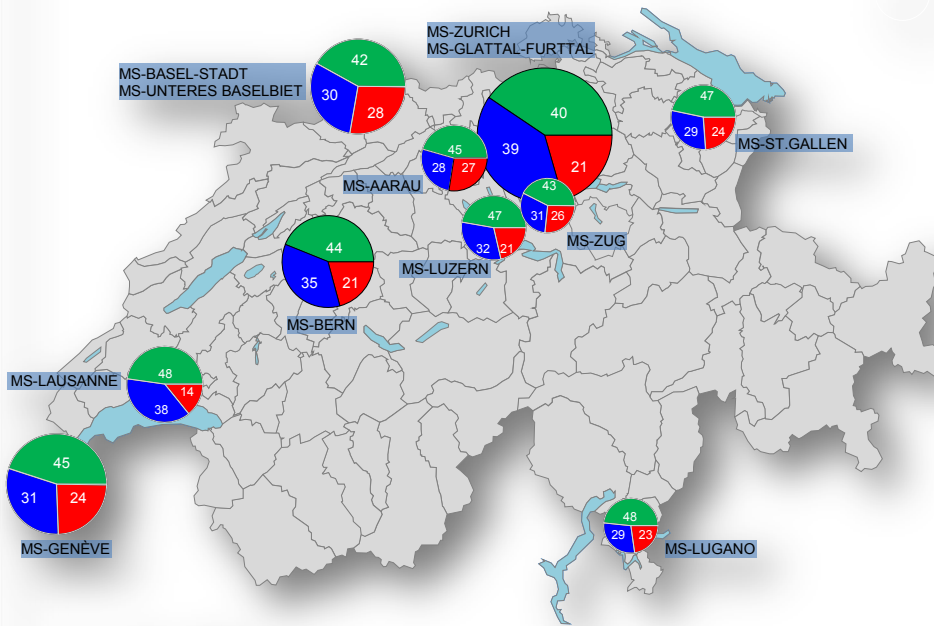 MS-ZURICH
MS-GLATTAL-FURTTAL
40
39
21
MS-BASEL-STADT
MS-UNTERES BASELBIET
42
30
28
47
29
24
MS-ST.GALLEN
45
28
27
MS-AARAU
43
31
26
MS-ZUG
47
32
21
MS-LUZERN
44
35
21
MS-BERN
MS-LAUSANNE
48
14
38
45
31
24
MS-GENÈVE
48
29
23
MS-LUGANO